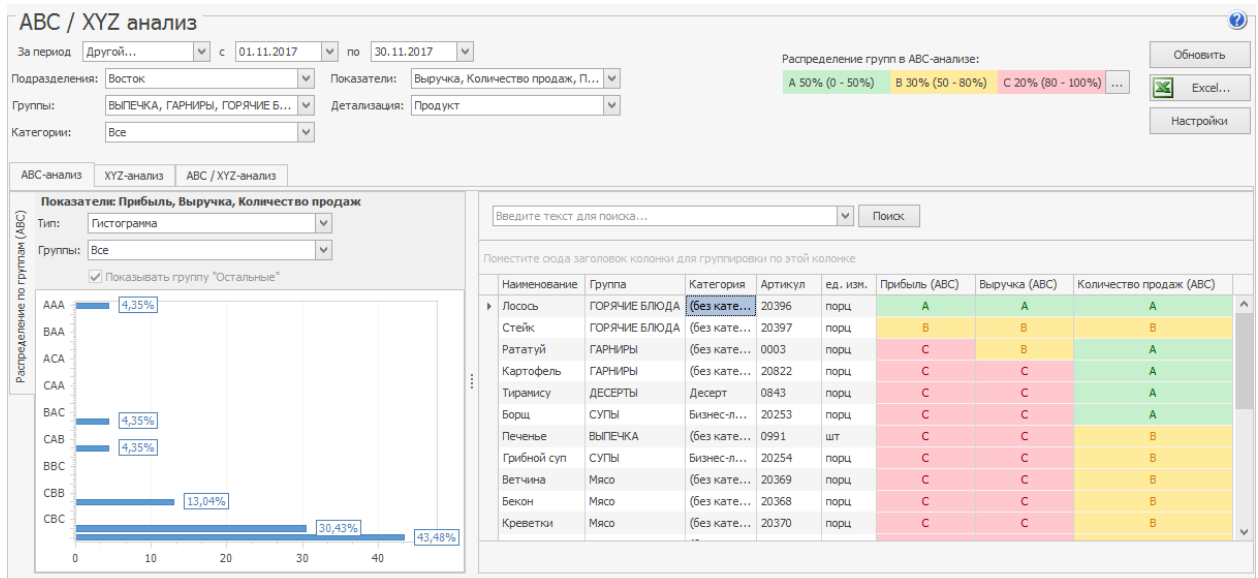 ABC / XYZ анализ
За период Другой... с 01.11.2017 по 30.11.2017
Подразделения: Восток Показатели: Выручка, Количество продаж, П...
Группы: ВЫПЕЧКА, ГАРНИРЫ, ГОРЯЧИЕ Б... Детализация: Продукт
Категории: Все
Распределение групп в ABC-анализе:
A 50% (0 - 50%) B 30% (50 - 80%) C 20% (80 - 100%) ...
Обновить
Excel...
Настройки
ABC-анализ XYZ-анализ ABC / XYZ-анализ
Распределение по группам (ABC)
Показатели: Прибыль, Выручка, Количество продаж
Тип: Гистограмма
Группы: Все
Показывать группу "Остальные"
AAA 4,35%
BAA
ACA
CAA
BAC 4,35%
CAB 4,35%
BBC
CBB 13,04%
CBC 30,43%
43,48%
0 10 20 30 40
Введите текст для поиска... Поиск
Поместите сюда заголовок колонки для группировки по этой колонке
Наименование Группа Категория Артикул ед. изм. Прибыль (ABC) Выручка (ABC) Количество продаж (ABC)
Лосось ГОРЯЧИЕ БЛЮДА (без кате... 20396 порц A A A
Стейк ГОРЯЧИЕ БЛЮДА (без кате... 20397 порц B B B
Рататуй ГАРНИРЫ (без кате... 0003 порц C B A
Картофель ГАРНИРЫ (без кате... 20822 порц C C A
Тирамису ДЕСЕРТЫ Десерт 0843 порц C C A
Борщ СУПЫ Бизнес-л... 20253 порц C C A
Печенье ВЫПЕЧКА (без кате... 0991 шт C C B
Грибной суп СУПЫ Бизнес-л... 20254 порц C C B
Ветчина Мясо (без кате... 20369 порц C C B
Бекон Мясо (без кате... 20368 порц C C B
Креветки Мясо (без кате... 20370 порц C C B